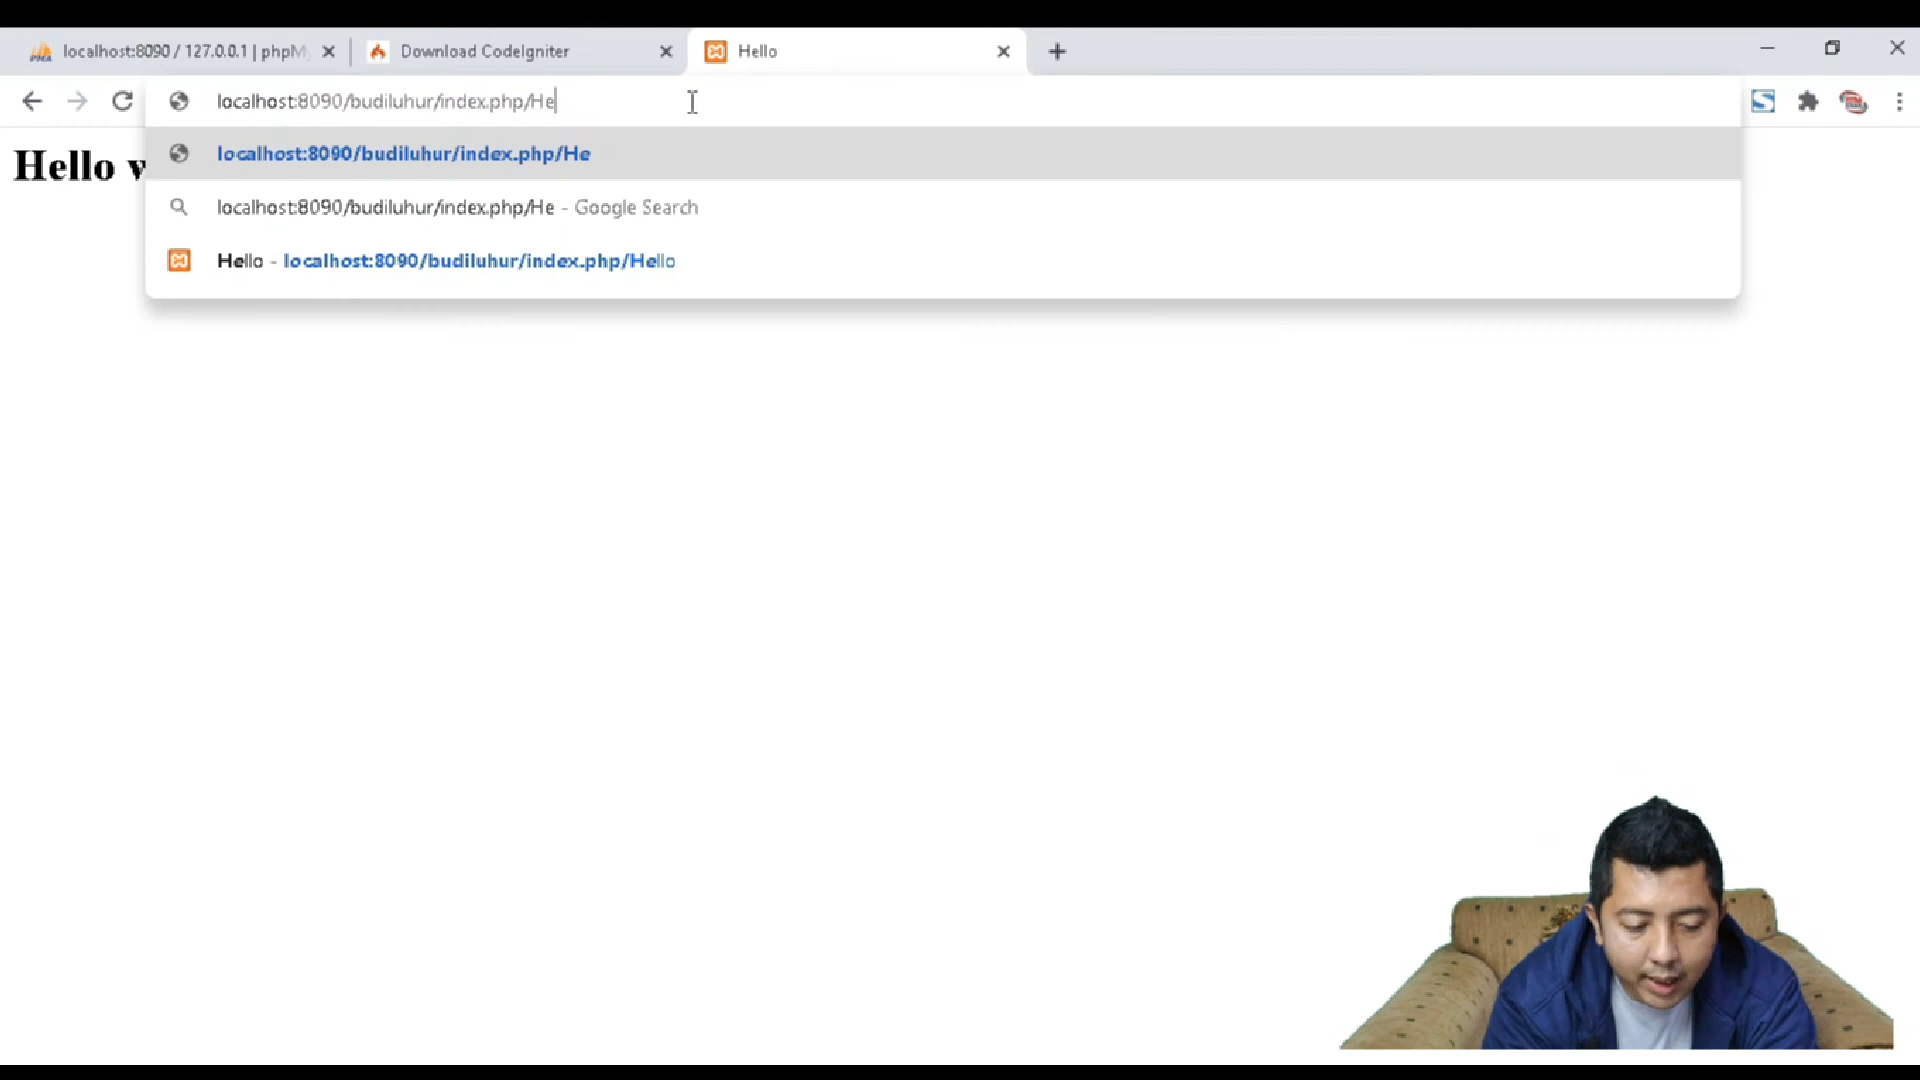 localhost:8090 / 127.0.0.1 | phpM
Download CodeIgniter
Hello
localhost:8090/budiluhur/index.php/He
localhost:8090/budiluhur/index.php/He
localhost:8090/budiluhur/index.php/He - Google Search
Hello - localhost:8090/budiluhur/index.php/Hello
Hello